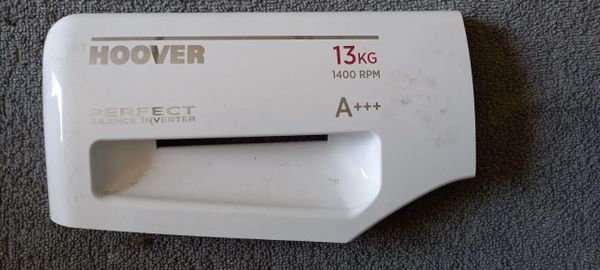 HOOVER
13KG
1400 RPM
PERFECT
SILENCE INVERTER
A+++